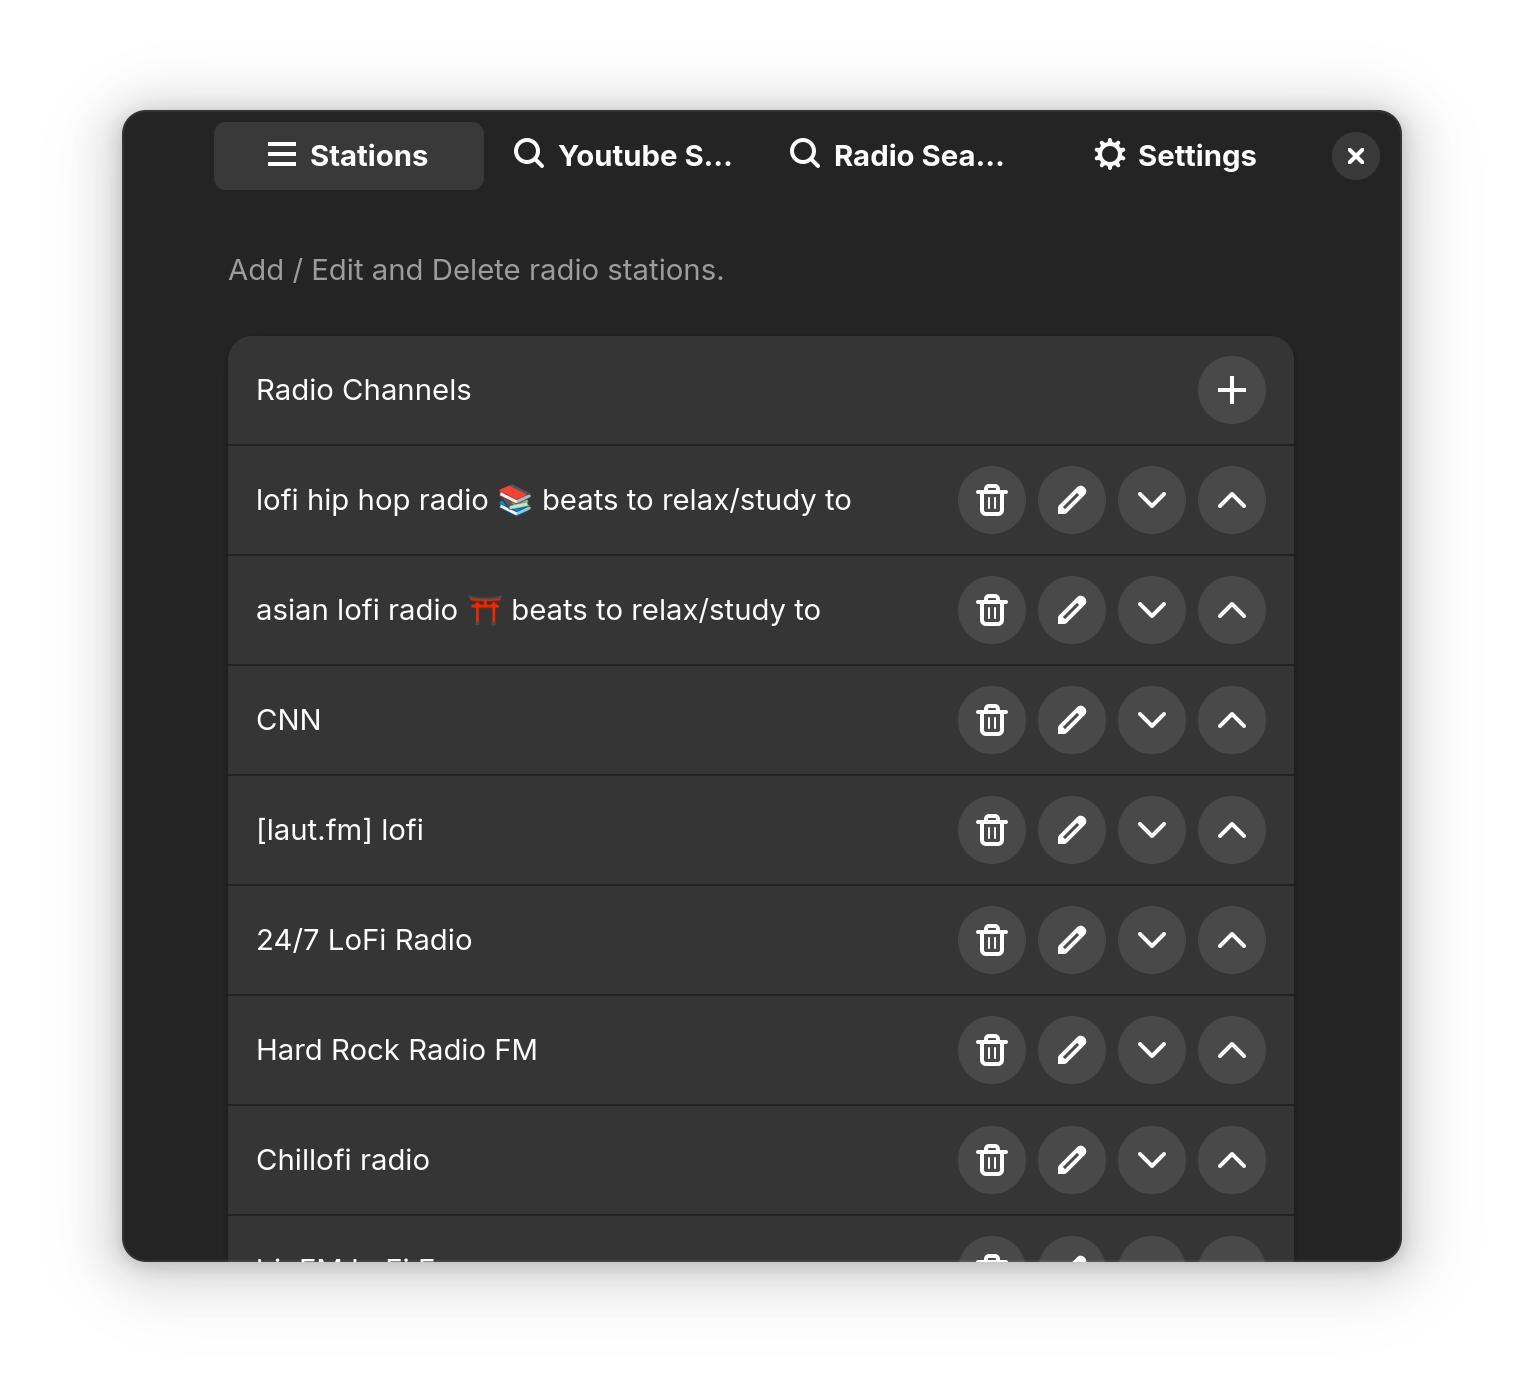 Stations
Youtube S...
Radio Sea...
Settings
Add / Edit and Delete radio stations.
Radio Channels
lofi hip hop radio 📚 beats to relax/study to
asian lofi radio ⛩️ beats to relax/study to
CNN
[laut.fm] lofi
24/7 LoFi Radio
Hard Rock Radio FM
Chillofi radio